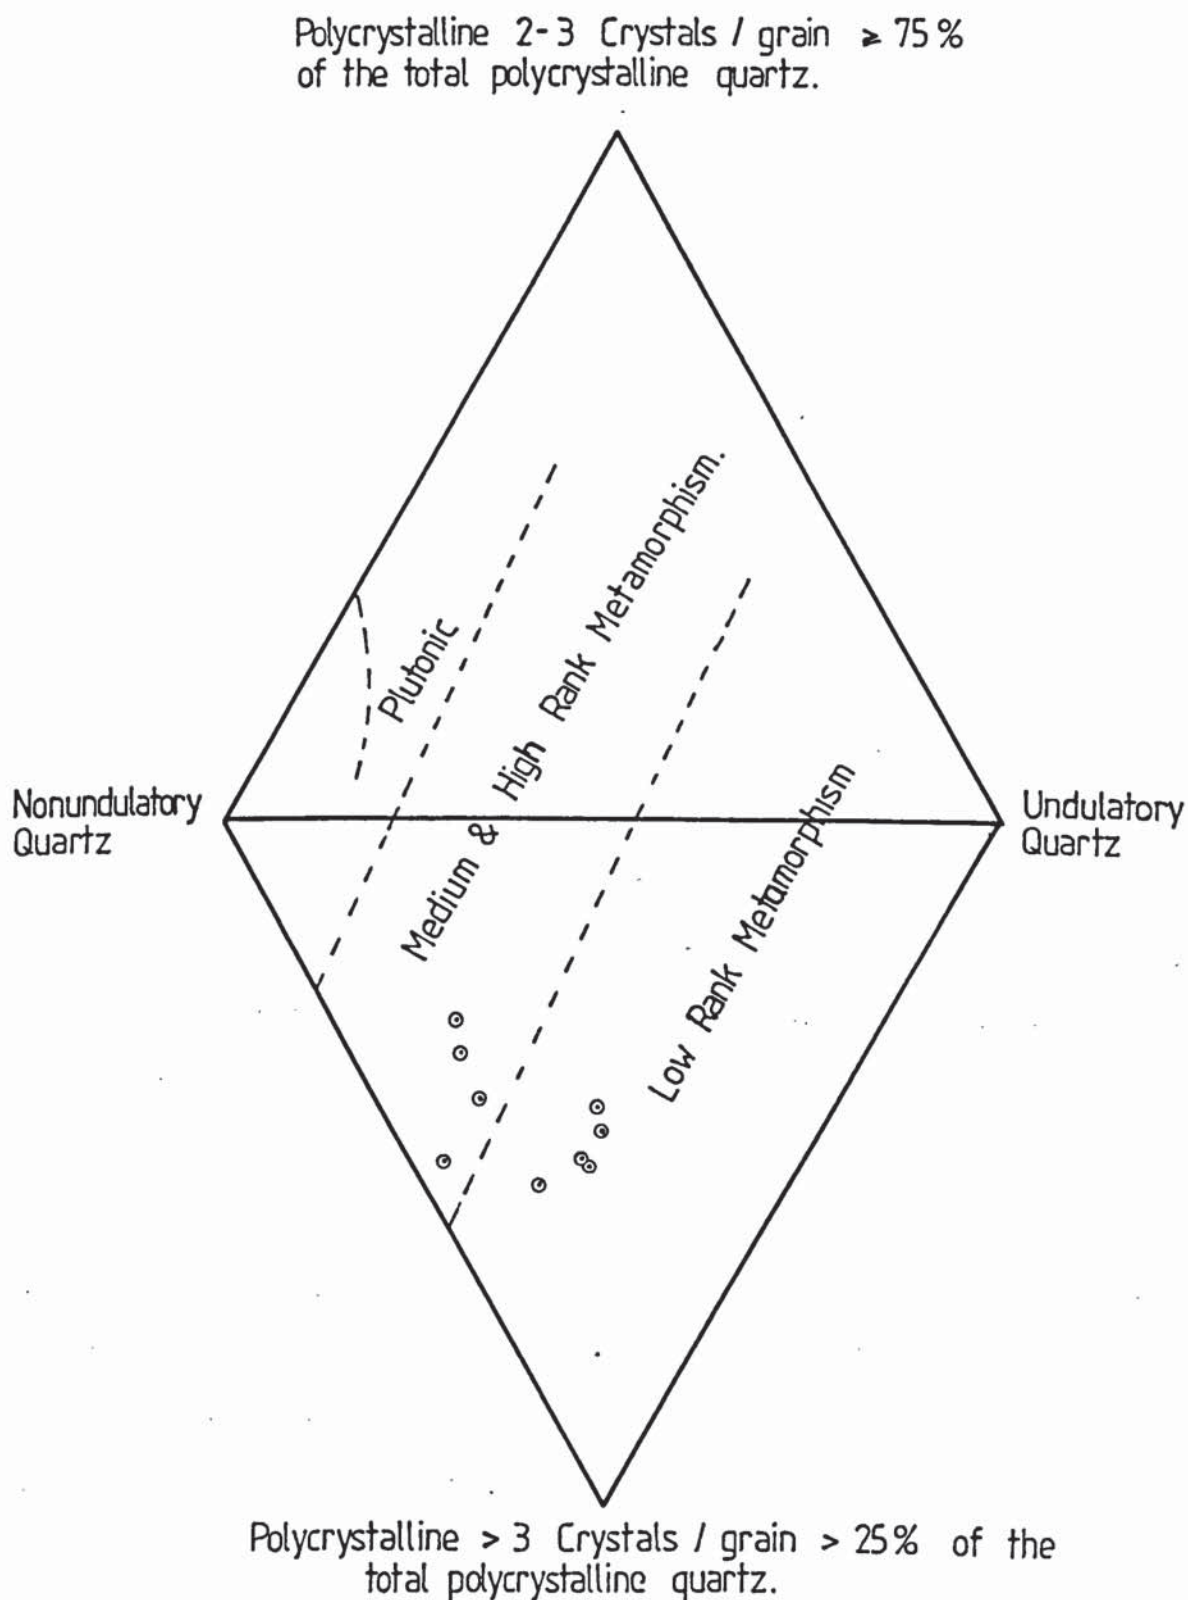 Polycrystalline 2-3 Crystals / grain ≥ 75%
of the total polycrystalline quartz.
Plutonic
Medium & High Rank Metamorphism.
Nonundulatory
Quartz
Undulatory
Quartz
Low Rank Metamorphism
Polycrystalline > 3 Crystals / grain > 25% of the
total polycrystalline quartz.